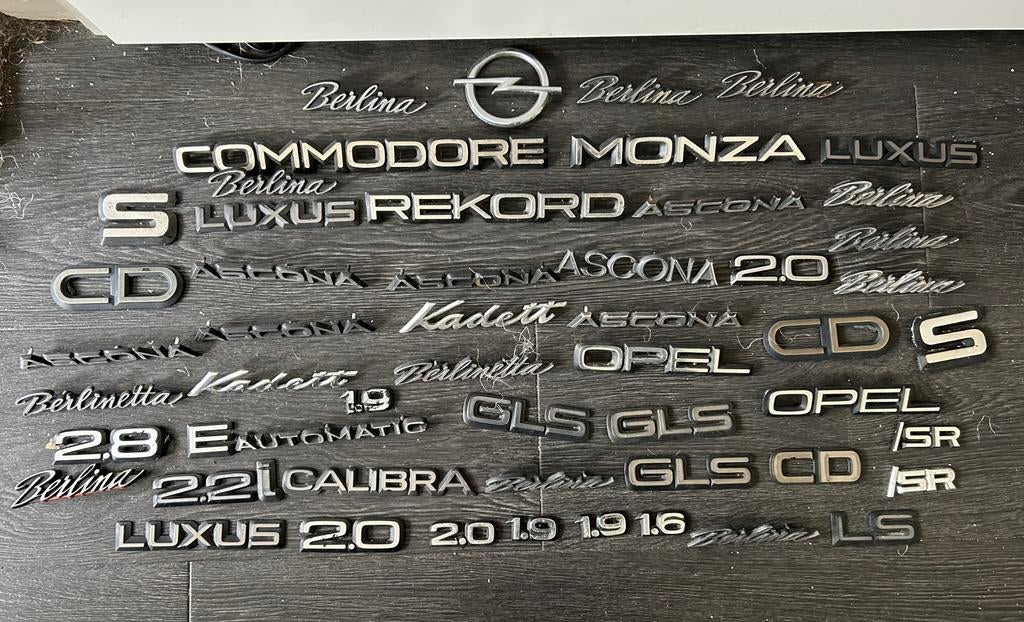 Berlina Berlina Berlina
COMMODORE MONZA LUXUS
Berlina
S LUXUS REKORD ASCONA Berlina
Berlina
CD ASCONA ASCONA ASCONA 2.0 Berlina
ASCONA ASCONA Kadett ASCONA CD S
Berlinetta Kadett Berlinetta OPEL
1.9 OPEL
2.8 E AUTOMATIC GLS GLS /SR
Berlina 2.2i CALIBRA Berlina GLS CD /SR
LUXUS 2.0 2.0 1.9 1.9 1.6 Berlina LS